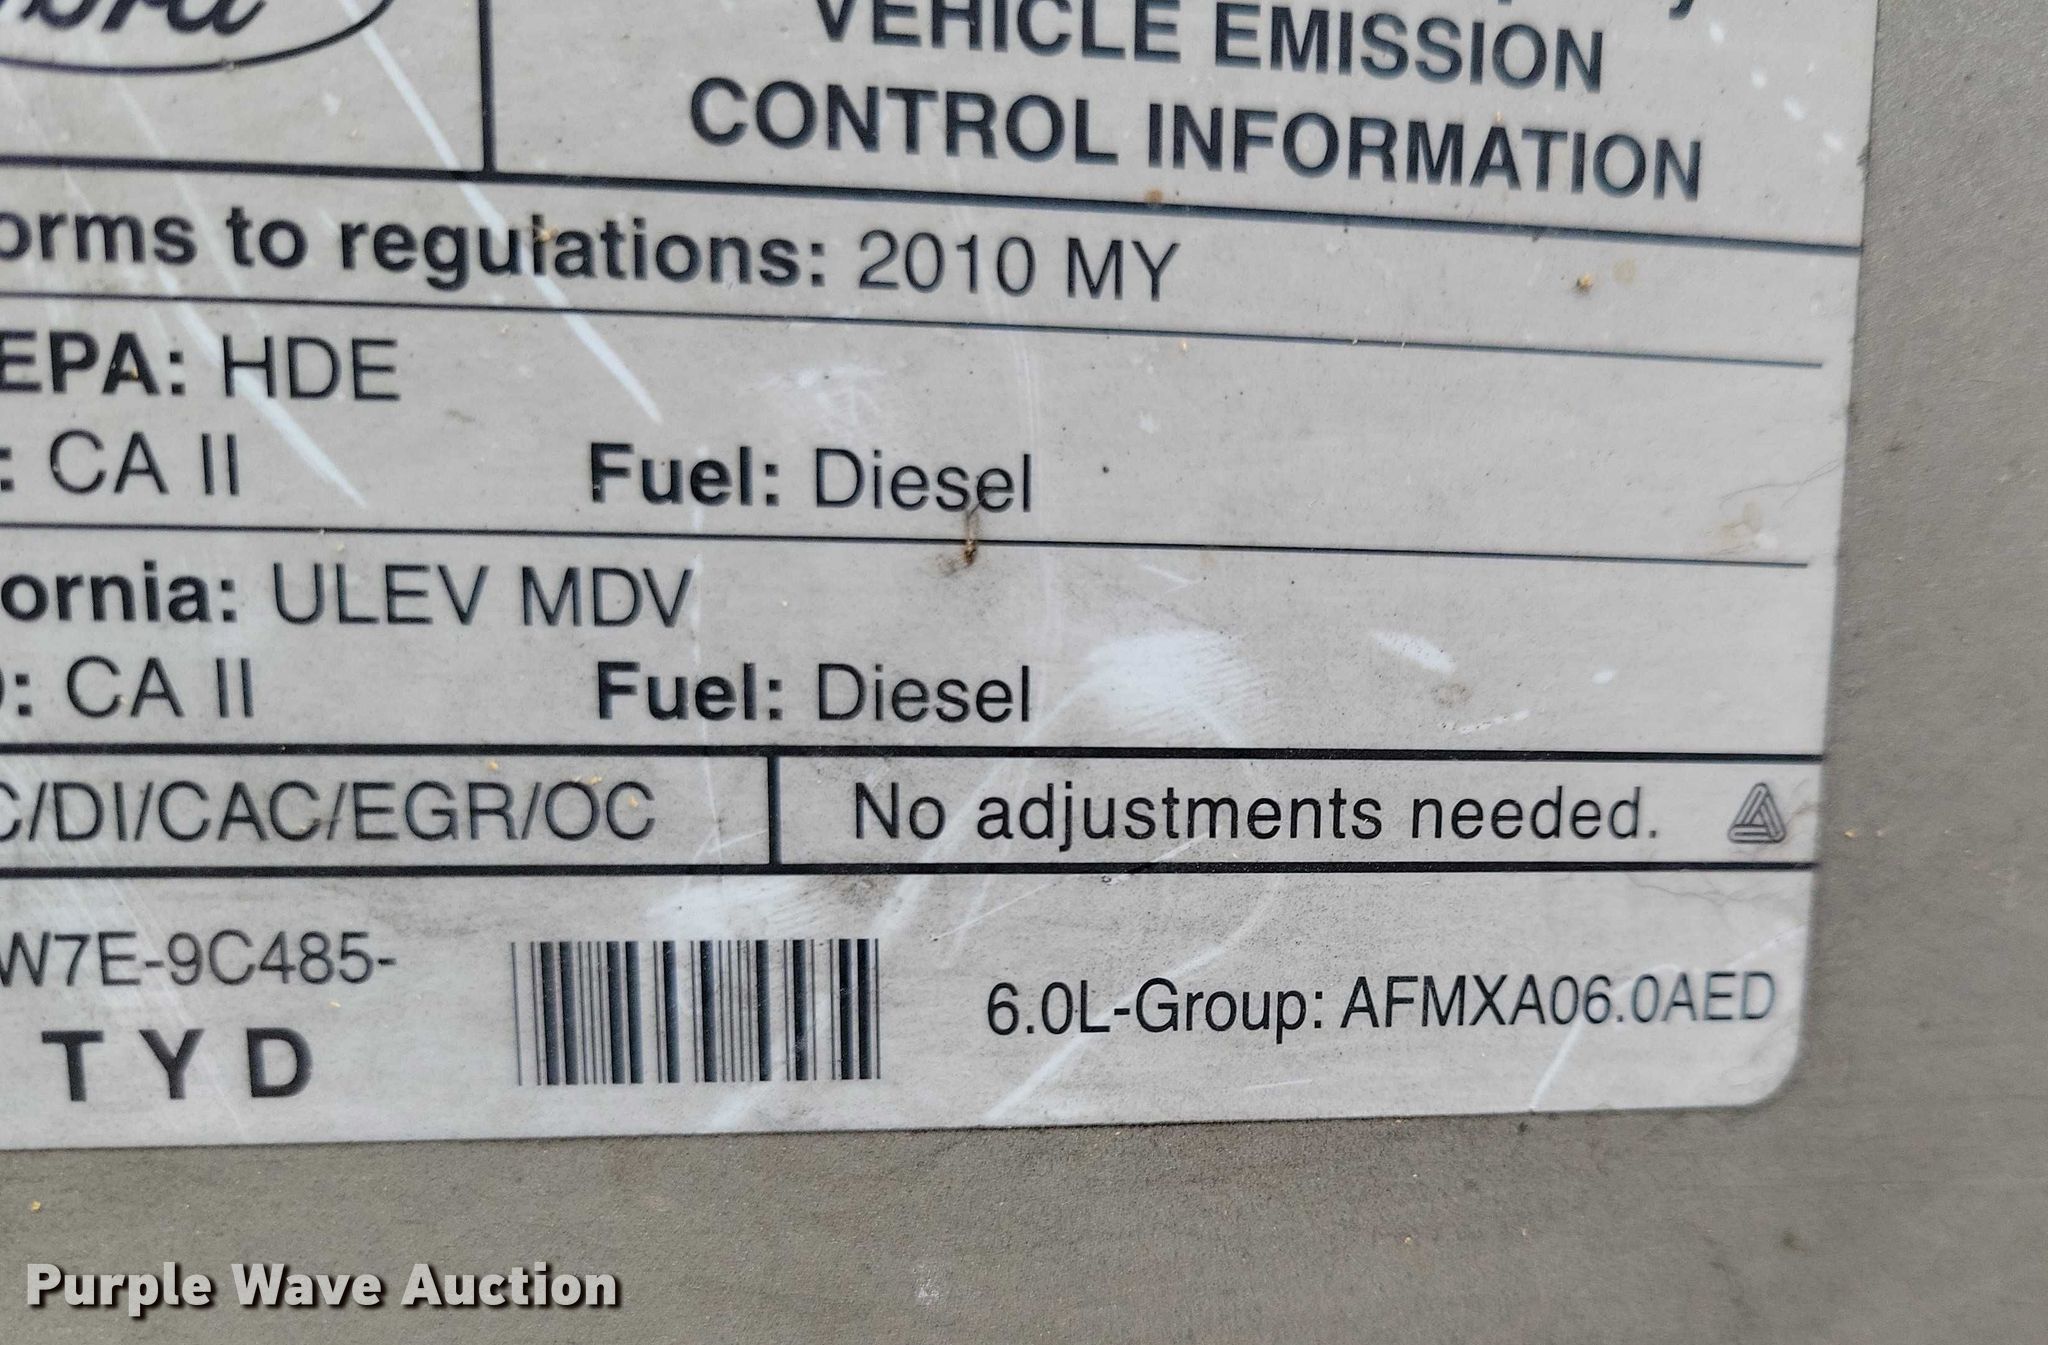 VEHICLE EMISSION
CONTROL INFORMATION
orms to regulations: 2010 MY
EPA: HDE
: CA II Fuel: Diesel
ornia: ULEV MDV
: CA II Fuel: Diesel
C/DI/CAC/EGR/OC No adjustments needed.
W7E-9C485-
TYD
6.0L-Group: AFMXA06.0AED
Purple Wave Auction